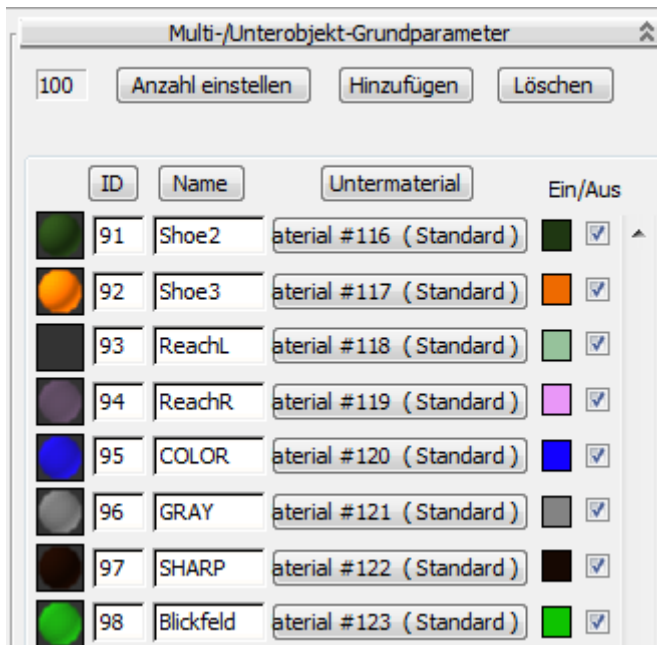 Multi-/Unterobjekt-Grundparameter
100 Anzahl einstellen Hinzufügen Löschen
ID Name Untermaterial Ein/Aus
91 Shoe2 aterial #116 ( Standard )
92 Shoe3 aterial #117 ( Standard )
93 ReachL aterial #118 ( Standard )
94 ReachR aterial #119 ( Standard )
95 COLOR aterial #120 ( Standard )
96 GRAY aterial #121 ( Standard )
97 SHARP aterial #122 ( Standard )
98 Blickfeld aterial #123 ( Standard )